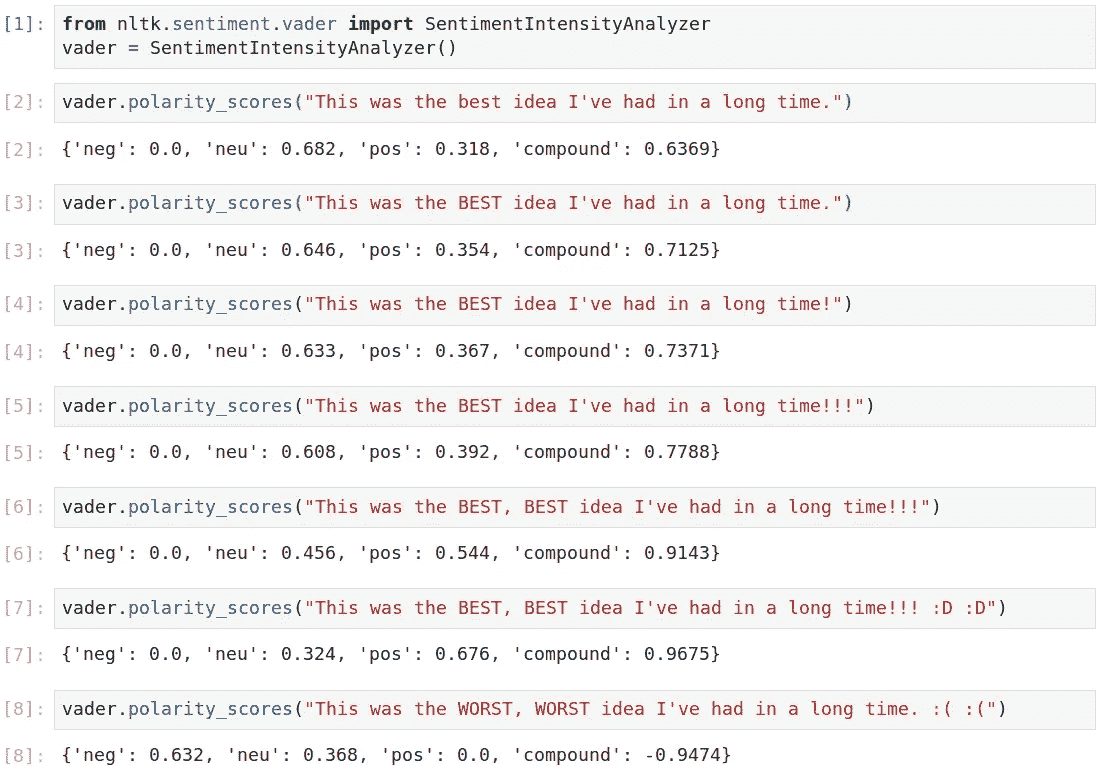 [1]: from nltk.sentiment.vader import SentimentIntensityAnalyzer
vader = SentimentIntensityAnalyzer()
[2]: vader.polarity_scores("This was the best idea I've had in a long time.")
[2]: {'neg': 0.0, 'neu': 0.682, 'pos': 0.318, 'compound': 0.6369}
[3]: vader.polarity_scores("This was the BEST idea I've had in a long time.")
[3]: {'neg': 0.0, 'neu': 0.646, 'pos': 0.354, 'compound': 0.7125}
[4]: vader.polarity_scores("This was the BEST idea I've had in a long time!")
[4]: {'neg': 0.0, 'neu': 0.633, 'pos': 0.367, 'compound': 0.7371}
[5]: vader.polarity_scores("This was the BEST idea I've had in a long time!!!")
[5]: {'neg': 0.0, 'neu': 0.608, 'pos': 0.392, 'compound': 0.7788}
[6]: vader.polarity_scores("This was the BEST, BEST idea I've had in a long time!!!")
[6]: {'neg': 0.0, 'neu': 0.456, 'pos': 0.544, 'compound': 0.9143}
[7]: vader.polarity_scores("This was the BEST, BEST idea I've had in a long time!!! :D :D")
[7]: {'neg': 0.0, 'neu': 0.324, 'pos': 0.676, 'compound': 0.9675}
[8]: vader.polarity_scores("This was the WORST, WORST idea I've had in a long time. :( :(")
[8]: {'neg': 0.632, 'neu': 0.368, 'pos': 0.0, 'compound': -0.9474}